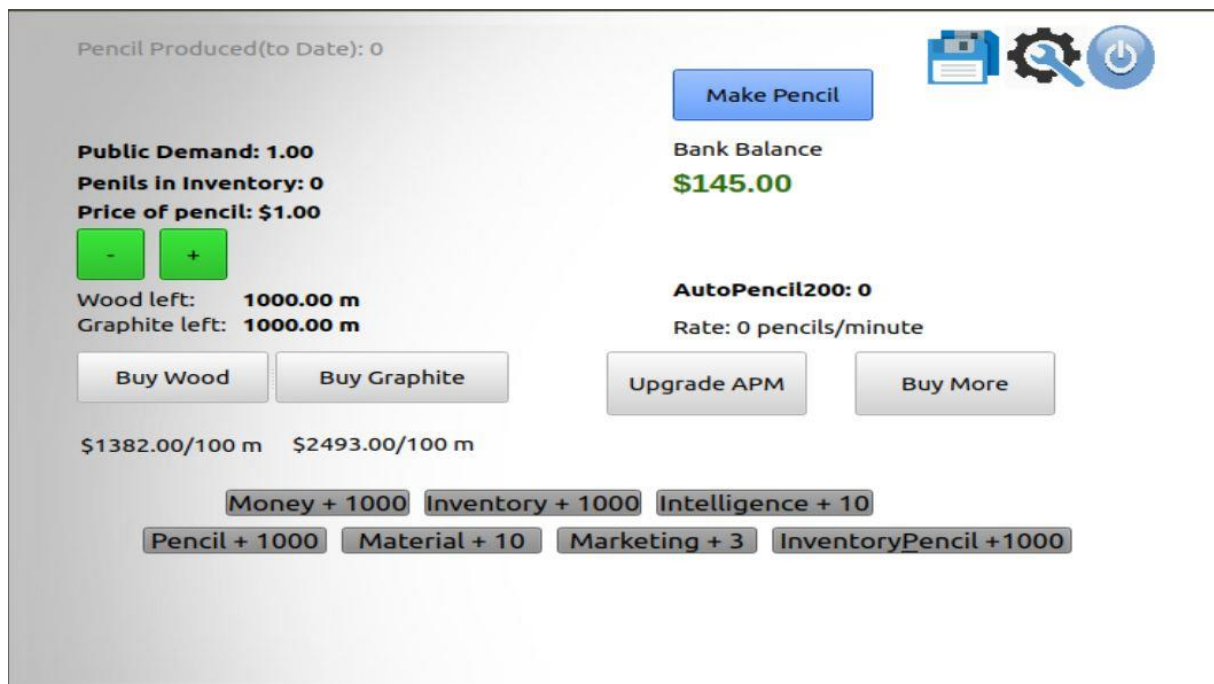 Pencil Produced(to Date): 0
Make Pencil
Public Demand: 1.00
Bank Balance
Penils in Inventory: 0
$145.00
Price of pencil: $1.00
- +
Wood left: 1000.00 m
AutoPencil200: 0
Graphite left: 1000.00 m
Rate: 0 pencils/minute
Buy Wood Buy Graphite Upgrade APM Buy More
$1382.00/100 m $2493.00/100 m
Money + 1000 Inventory + 1000 Intelligence + 10
Pencil + 1000 Material + 10 Marketing + 3 InventoryPencil +1000